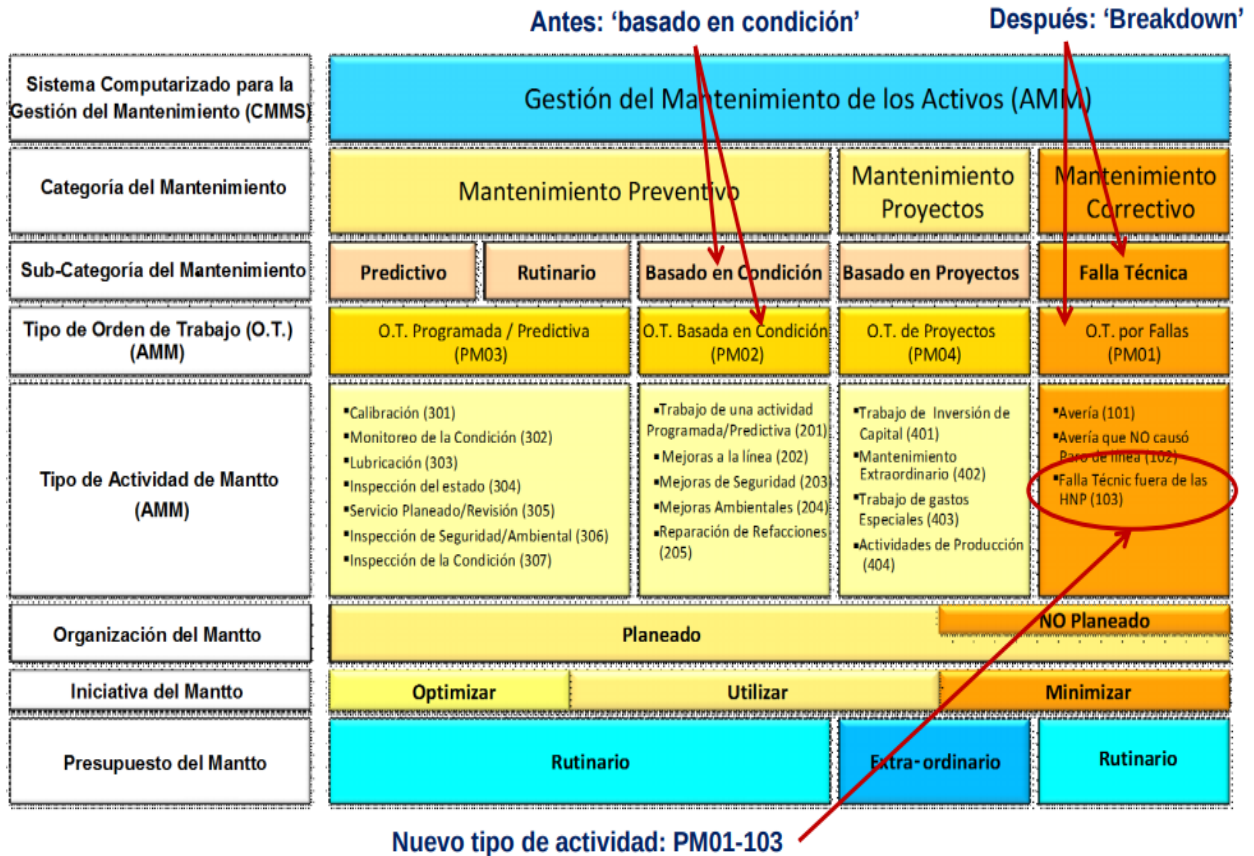 Antes: ‘basado en condición’
Después: ‘Breakdown’
Sistema Computarizado para la
Gestión del Mantenimiento (CMMS)
Gestión del Mantenimiento de los Activos (AMM)
Categoría del Mantenimiento
Mantenimiento Preventivo
Mantenimiento
Proyectos
Mantenimiento
Correctivo
Sub-Categoría del Mantenimiento
Predictivo
Rutinario
Basado en Condición
Basado en Proyectos
Falla Técnica
Tipo de Orden de Trabajo (O.T.)
(AMM)
O.T. Programada / Predictiva
(PM03)
O.T. Basada en Condición
(PM02)
O.T. de Proyectos
(PM04)
O.T. por Fallas
(PM01)
Tipo de Actividad de Mantto
(AMM)
▪Calibración (301)
▪Monitoreo de la Condición (302)
▪Lubricación (303)
▪Inspección del estado (304)
▪Servicio Planeado/Revisión (305)
▪Inspección de Seguridad/Ambiental (306)
▪Inspección de la Condición (307)
▪Trabajo de una actividad
Programada/Predictiva (201)
▪Mejoras a la línea (202)
▪Mejoras de Seguridad (203)
▪Mejoras Ambientales (204)
▪Reparación de Refacciones
(205)
▪Trabajo de Inversión de
Capital (401)
▪Mantenimiento
Extraordinario (402)
▪Trabajo de gastos
Especiales (403)
▪Actividades de Producción
(404)
▪Avería (101)
▪Avería que NO causó
Paro de línea (102)
▪Falla Técnic fuera de las
HNP (103)
Organización del Mantto
Planeado
NO Planeado
Iniciativa del Mantto
Optimizar
Utilizar
Minimizar
Presupuesto del Mantto
Rutinario
Extra-ordinario
Rutinario
Nuevo tipo de actividad: PM01-103